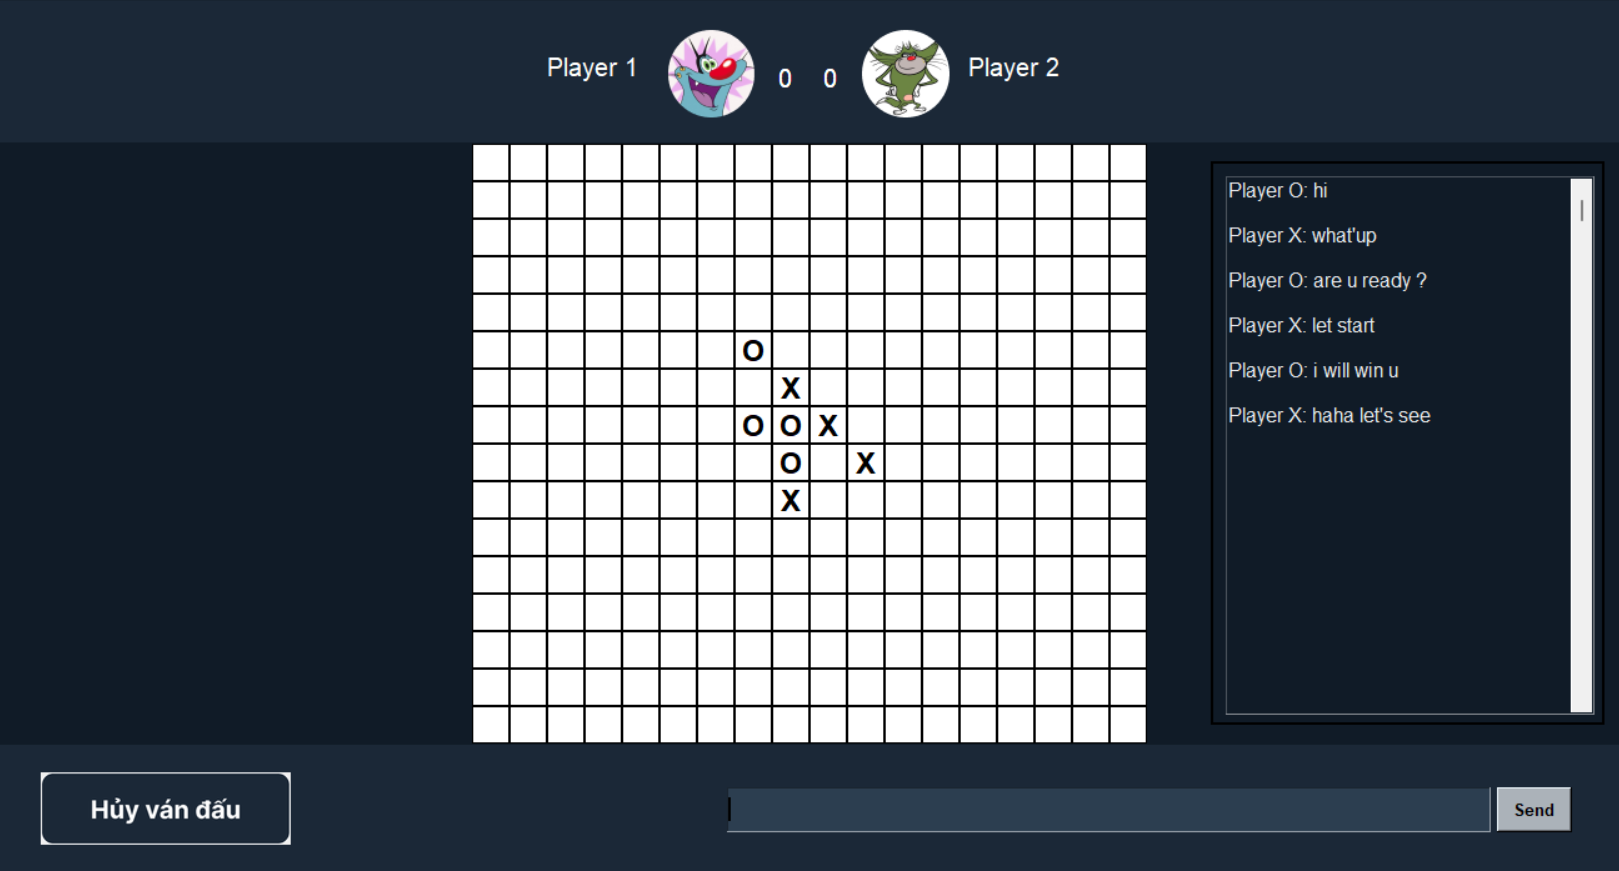 Player 1 0 0 Player 2
Player O: hi
Player X: what'up
Player O: are u ready ?
Player X: let start
Player O: i will win u
Player X: haha let's see
O
X
O O X
O X
X
Hủy ván đấu
Send